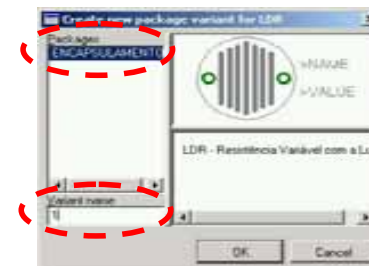 Create new package variant for LDR
Packages
ENCAPSULAMENTO
>NAME
>VALUE
LDR - Resistência Variável com a Lu
Variant name
1
OK
Cancel